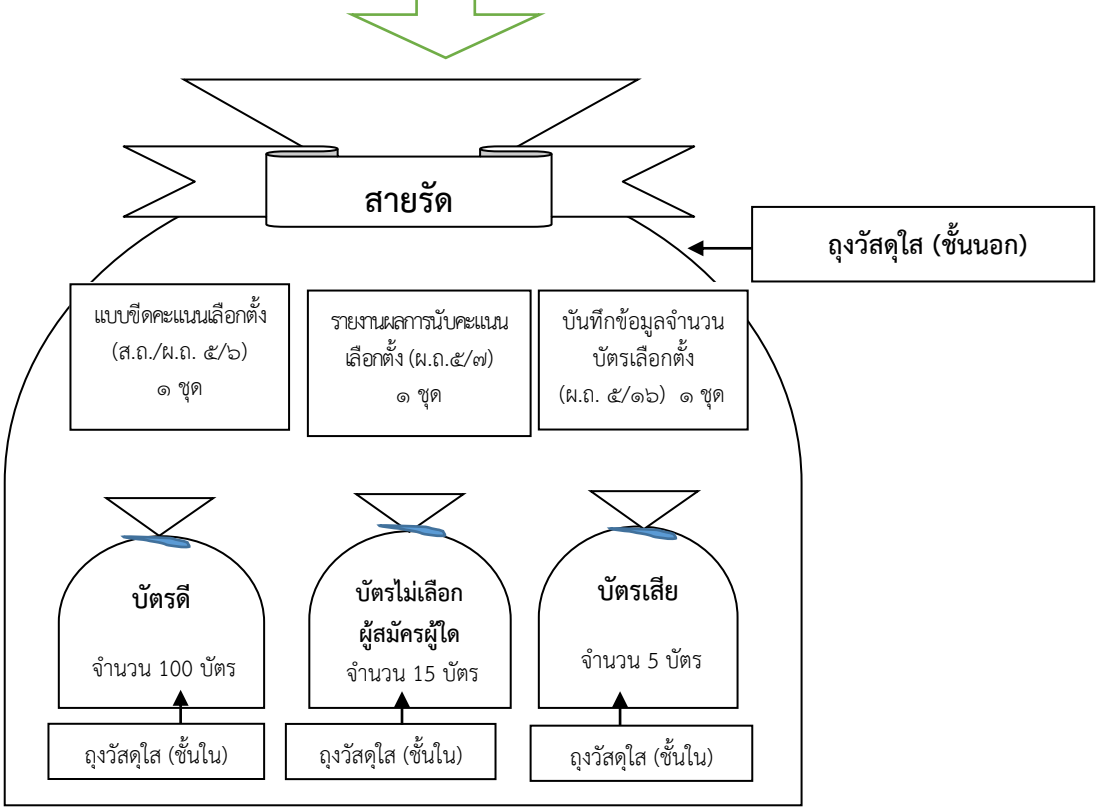 สายรัด
ถุงวัสดุใส (ชั้นนอก)
แบบขีดคะแนนเลือกตั้ง
(ส.ถ./ผ.ถ. ๕/๖)
๑ ชุด
รายงานผลการนับคะแนน
เลือกตั้ง (ผ.ถ.๕/๗)
๑ ชุด
บันทึกข้อมูลจำนวน
บัตรเลือกตั้ง
(ผ.ถ. ๕/๑๖) ๑ ชุด
บัตรดี
จำนวน 100 บัตร
บัตรไม่เลือก
ผู้สมัครผู้ใด
จำนวน 15 บัตร
บัตรเสีย
จำนวน 5 บัตร
ถุงวัสดุใส (ชั้นใน)
ถุงวัสดุใส (ชั้นใน)
ถุงวัสดุใส (ชั้นใน)